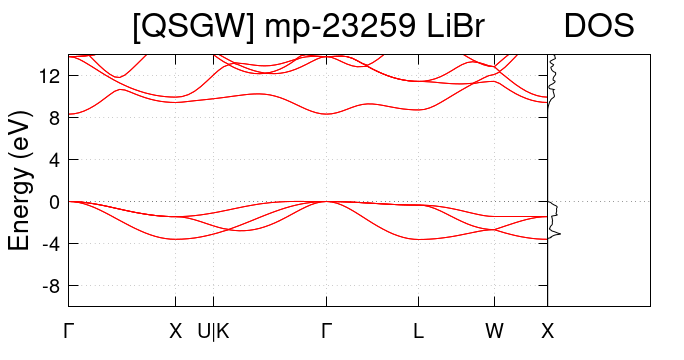 [QSGW] mp-23259 LiBr DOS
Energy (eV)
12
8
4
0
-4
-8
Γ X U|K Γ L W X